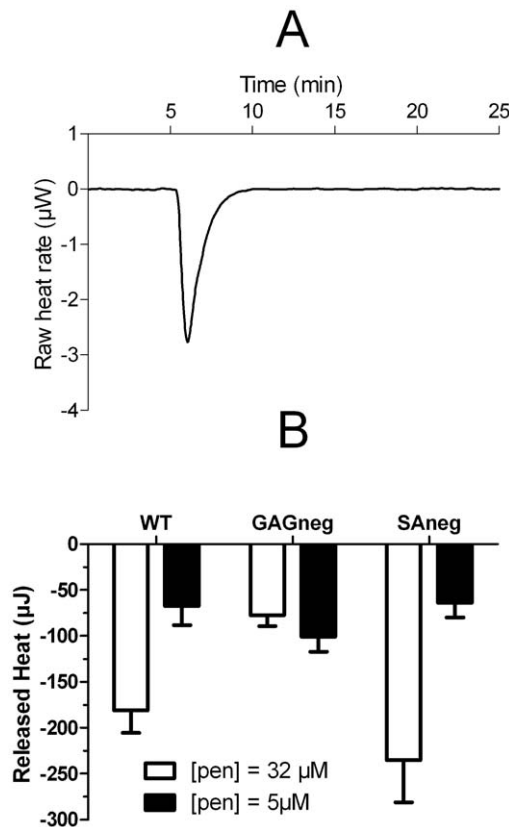 A
Time (min)
5 10 15 20 25
Raw heat rate (µW)
1
0
-1
-2
-3
-4
B
WT GAGneg SAneg
Released Heat (µJ)
0
-50
-100
-150
-200
-250
-300
[pen] = 32 µM
[pen] = 5µM